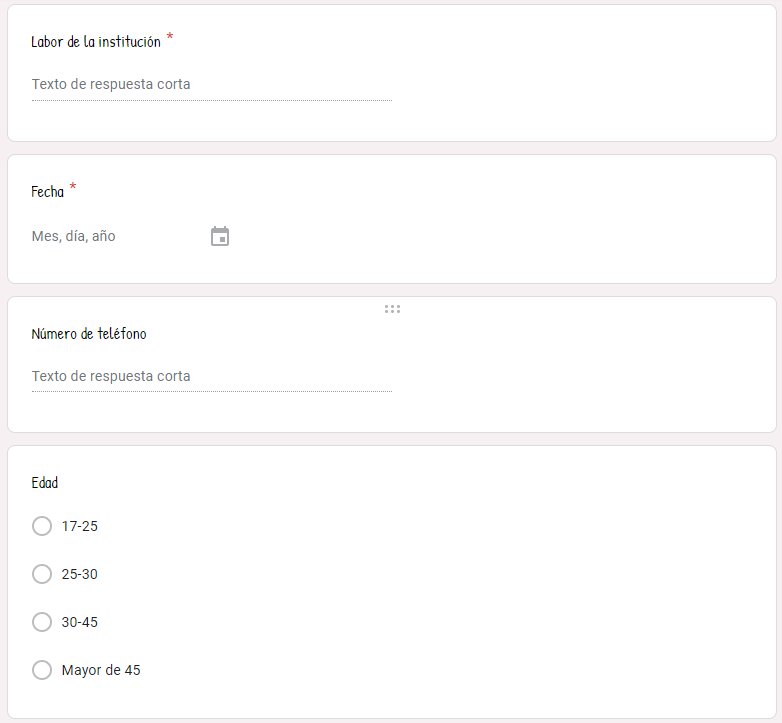 Labor de la institución *
Texto de respuesta corta
Fecha *
Mes, día, año
Número de teléfono
Texto de respuesta corta
Edad
17-25
25-30
30-45
Mayor de 45